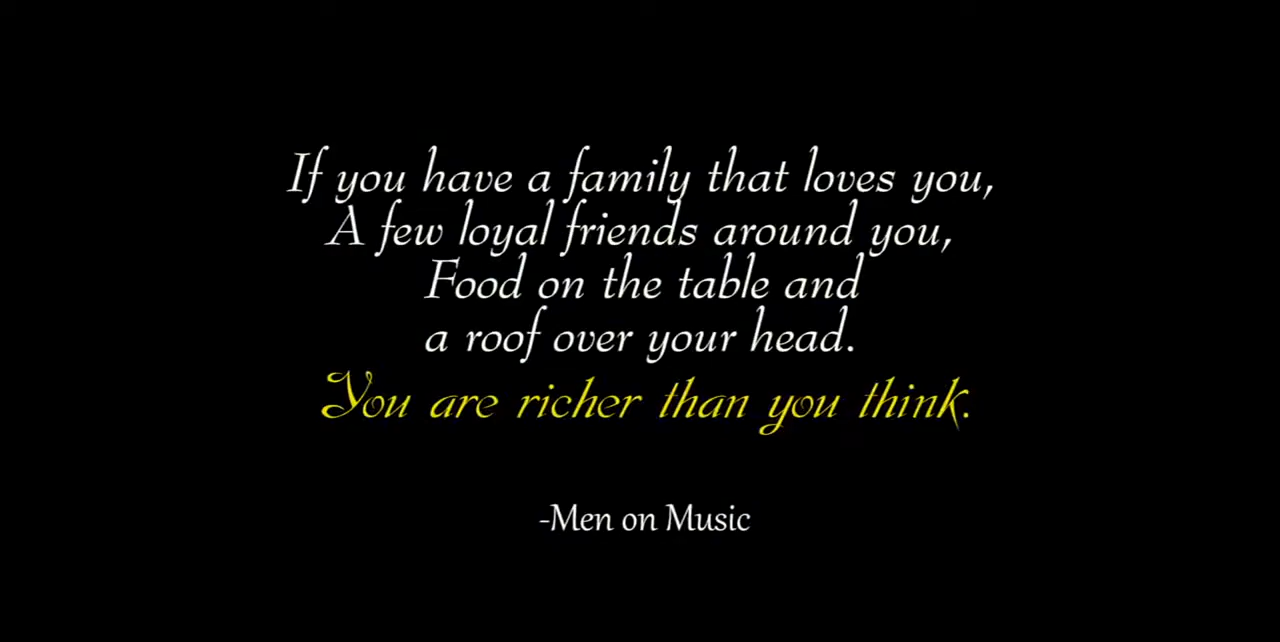 If you have a family that loves you,
A few loyal friends around you,
Food on the table and
a roof over your head.
You are richer than you think.
-Men on Music